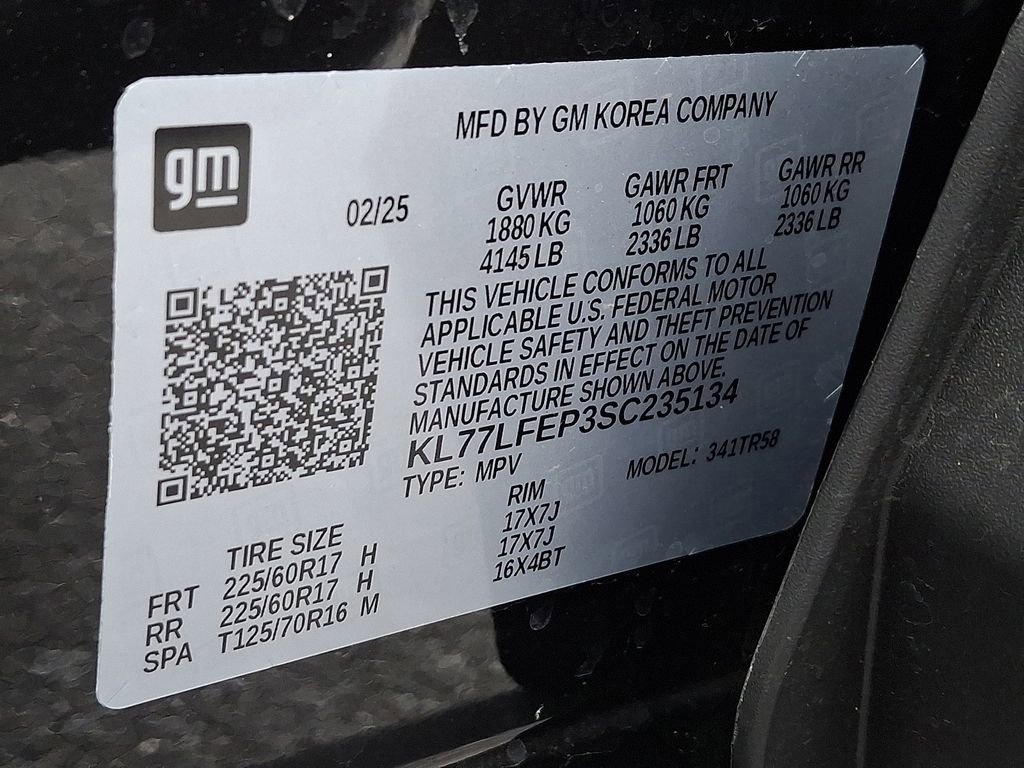 gm
MFD BY GM KOREA COMPANY
02/25
GVWR GAWR FRT GAWR RR
1880 KG 1060 KG 1060 KG
4145 LB 2336 LB 2336 LB
THIS VEHICLE CONFORMS TO ALL
APPLICABLE U.S. FEDERAL MOTOR
VEHICLE SAFETY AND THEFT PREVENTION
STANDARDS IN EFFECT ON THE DATE OF
MANUFACTURE SHOWN ABOVE.
KL77LFEP3SC235134
TYPE: MPV MODEL: 341TR58
TIRE SIZE RIM
FRT 225/60R17 H 17X7J
RR 225/60R17 H 17X7J
SPA T125/70R16 M 16X4BT